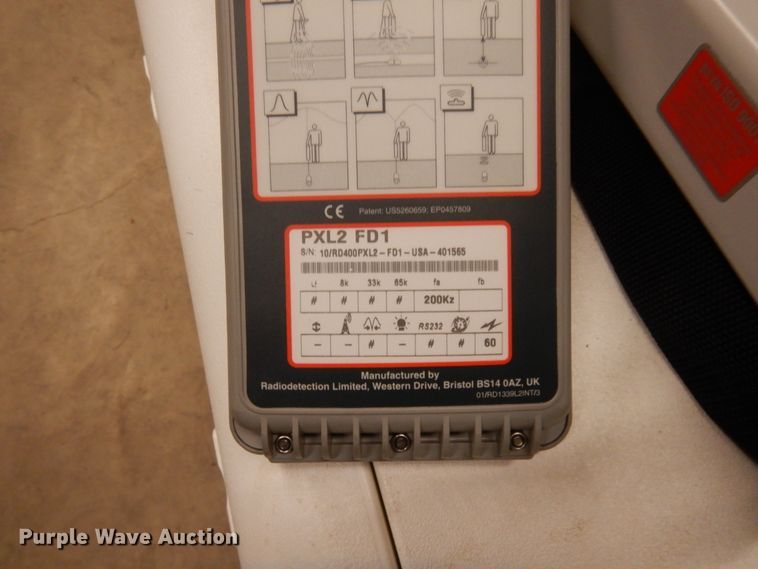 CE Patent: US5260659: EP0457809
PXL2 FD1
S/N: 10/RD400PXL2-FD1-USA-401565
Lf 8k 33k 65k fa fb
# # # # 200Kz
RS232
- - # - # # 60
Manufactured by
Radiodetection Limited, Western Drive, Bristol BS14 0AZ, UK
01/RD1339L2INT/3
Purple Wave Auction®